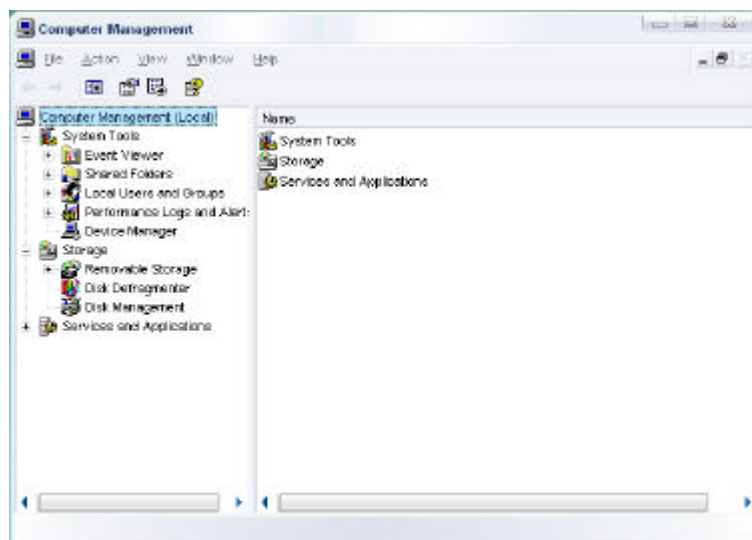 Computer Management
File Action View Window Help
Computer Management (Local)
System Tools
Event Viewer
Shared Folders
Local Users and Groups
Performance Logs and Alert:
Device Manager
Storage
Removable Storage
Disk Defragmenter
Disk Management
Services and Applications
Name
System Tools
Storage
Services and Applications